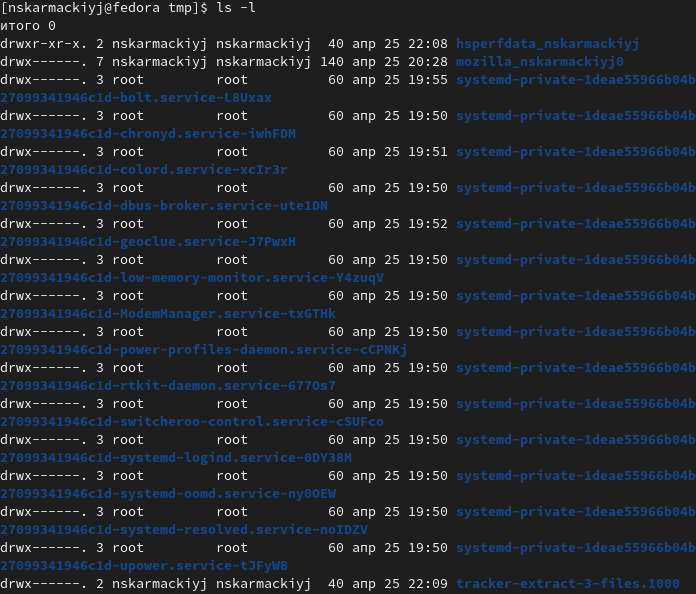 [nskarmackiyj@fedora tmp]$ ls -l
итого 0
drwxr-xr-x. 2 nskarmackiyj nskarmackiyj  40 апр 25 22:08 hsperfdata_nskarmackiyj
drwx------. 7 nskarmackiyj nskarmackiyj 140 апр 25 20:28 mozilla_nskarmackiyj0
drwx------. 3 root         root          60 апр 25 19:55 systemd-private-1deae55966b04b
27099341946c1d-bolt.service-L8Uxax
drwx------. 3 root         root          60 апр 25 19:50 systemd-private-1deae55966b04b
27099341946c1d-chronyd.service-iwhFDM
drwx------. 3 root         root          60 апр 25 19:51 systemd-private-1deae55966b04b
27099341946c1d-colord.service-xcIr3r
drwx------. 3 root         root          60 апр 25 19:50 systemd-private-1deae55966b04b
27099341946c1d-dbus-broker.service-ute1DN
drwx------. 3 root         root          60 апр 25 19:52 systemd-private-1deae55966b04b
27099341946c1d-geoclue.service-J7PwxH
drwx------. 3 root         root          60 апр 25 19:50 systemd-private-1deae55966b04b
27099341946c1d-low-memory-monitor.service-Y4zuqV
drwx------. 3 root         root          60 апр 25 19:50 systemd-private-1deae55966b04b
27099341946c1d-ModemManager.service-txGTHk
drwx------. 3 root         root          60 апр 25 19:50 systemd-private-1deae55966b04b
27099341946c1d-power-profiles-daemon.service-cCPNKj
drwx------. 3 root         root          60 апр 25 19:50 systemd-private-1deae55966b04b
27099341946c1d-rtkit-daemon.service-677Os7
drwx------. 3 root         root          60 апр 25 19:50 systemd-private-1deae55966b04b
27099341946c1d-switcheroo-control.service-cSUFco
drwx------. 3 root         root          60 апр 25 19:50 systemd-private-1deae55966b04b
27099341946c1d-systemd-logind.service-0DY38M
drwx------. 3 root         root          60 апр 25 19:50 systemd-private-1deae55966b04b
27099341946c1d-systemd-oomd.service-ny0OEW
drwx------. 3 root         root          60 апр 25 19:50 systemd-private-1deae55966b04b
27099341946c1d-systemd-resolved.service-noIDZV
drwx------. 3 root         root          60 апр 25 19:50 systemd-private-1deae55966b04b
27099341946c1d-upower.service-tJFyWB
drwx------. 2 nskarmackiyj nskarmackiyj  40 апр 25 22:09 tracker-extract-3-files.1000